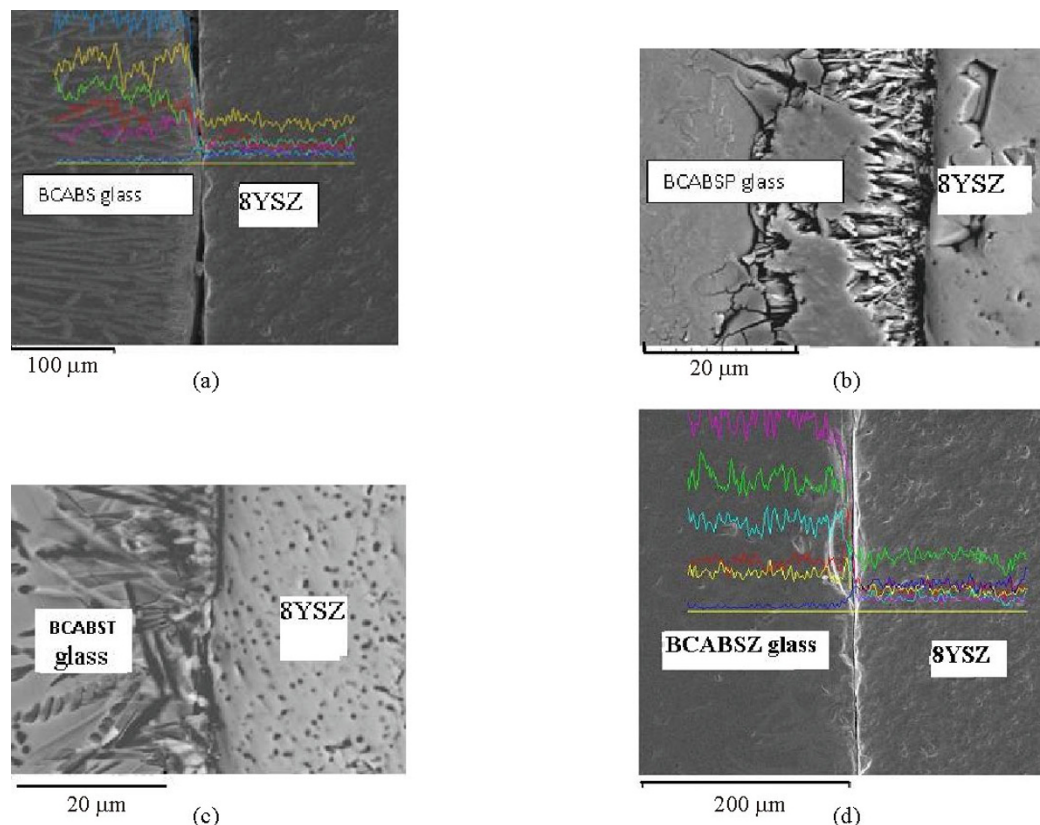 BCABS glass
8YSZ
100 μm
(a)
BCABSP glass
8YSZ
20 μm
(b)
BCABST
glass
8YSZ
20 μm
(c)
BCABSZ glass
8YSZ
200 μm
(d)